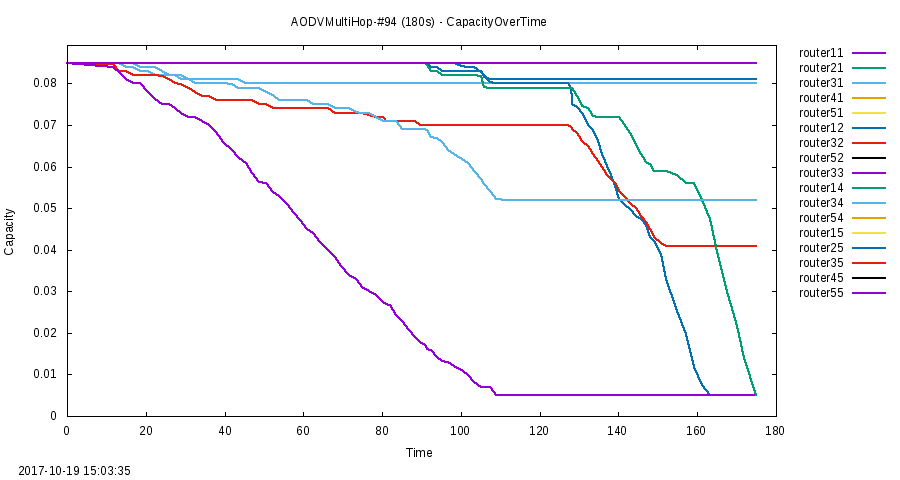 AODVMultiHop-#94 (180s) - CapacityOverTime
router11
router21
router31
router41
router51
router12
router32
router52
router33
router14
router34
router54
router15
router25
router35
router45
router55
Capacity
0.08
0.07
0.06
0.05
0.04
0.03
0.02
0.01
0
0 20 40 60 80 100 120 140 160 180
Time
2017-10-19 15:03:35